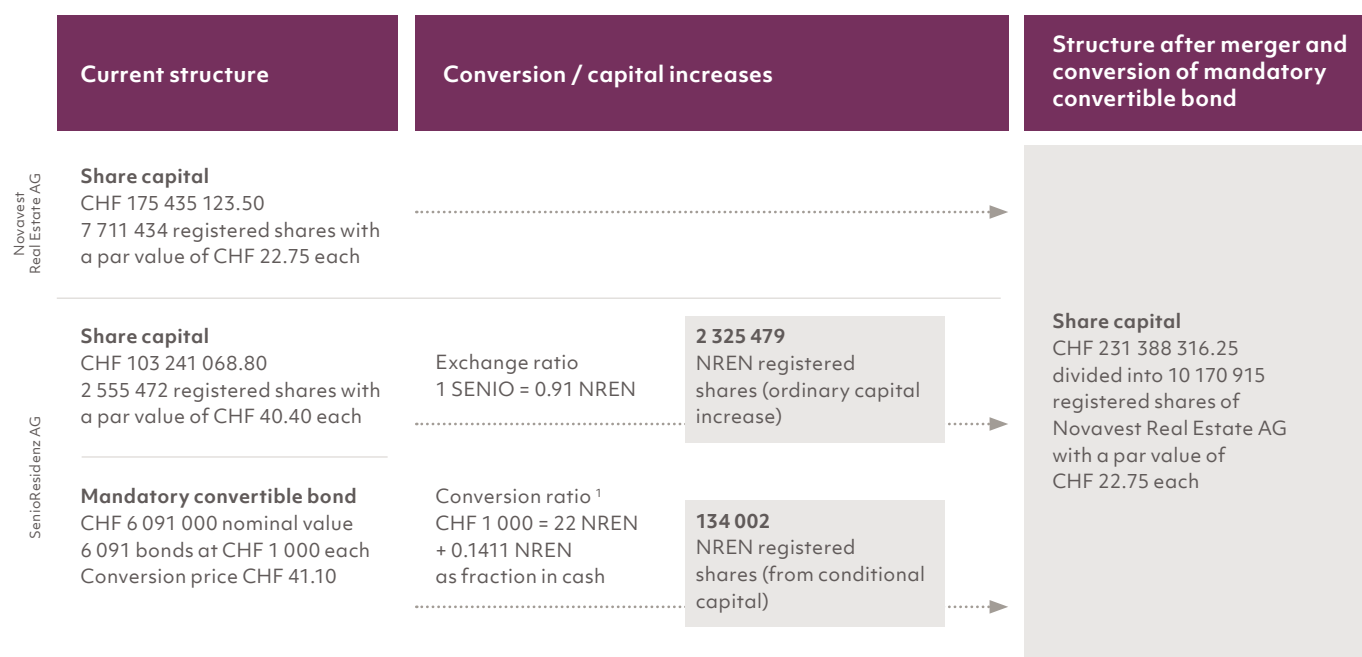 Current structure
Conversion / capital increases
Structure after merger and
conversion of mandatory
convertible bond
Novavest
Real Estate AG
Share capital
CHF 175 435 123.50
7 711 434 registered shares with
a par value of CHF 22.75 each
SenioResidenz AG
Share capital
CHF 103 241 068.80
2 555 472 registered shares with
a par value of CHF 40.40 each
Exchange ratio
1 SENIO = 0.91 NREN
2 325 479
NREN registered
shares (ordinary capital
increase)
Mandatory convertible bond
CHF 6 091 000 nominal value
6 091 bonds at CHF 1 000 each
Conversion price CHF 41.10
Conversion ratio 1
CHF 1 000 = 22 NREN
+ 0.1411 NREN
as fraction in cash
134 002
NREN registered
shares (from conditional
capital)
Share capital
CHF 231 388 316.25
divided into 10 170 915
registered shares of
Novavest Real Estate AG
with a par value of
CHF 22.75 each